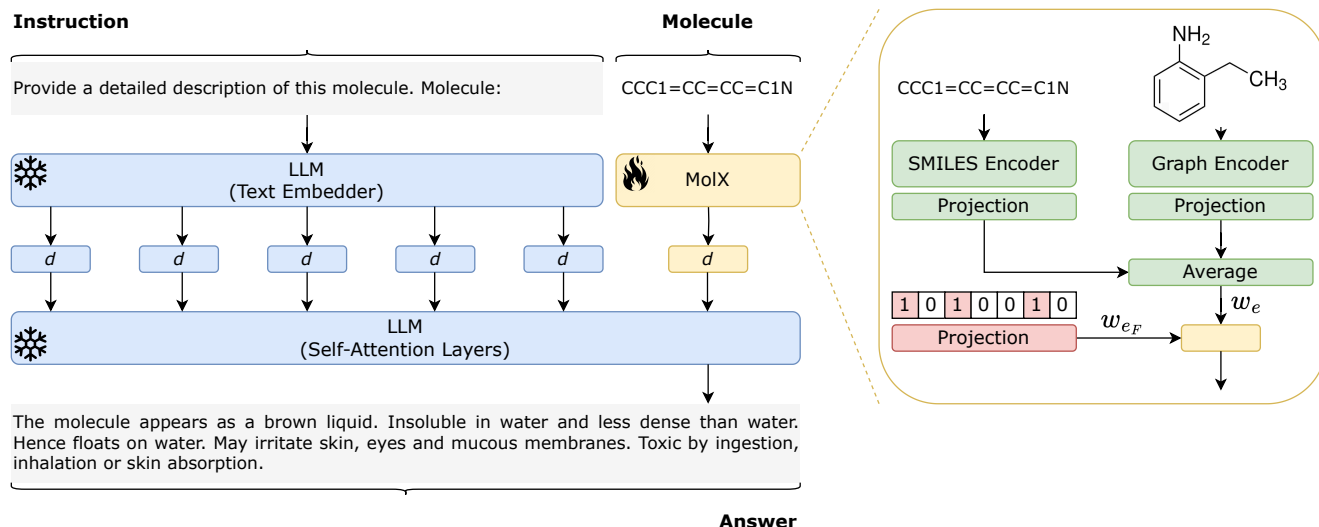 Instruction
Molecule
Provide a detailed description of this molecule. Molecule:
CCC1=CC=CC=C1N
LLM
(Text Embedder)
MolX
d
d
d
d
d
d
LLM
(Self-Attention Layers)
The molecule appears as a brown liquid. Insoluble in water and less dense than water.
Hence floats on water. May irritate skin, eyes and mucous membranes. Toxic by ingestion,
inhalation or skin absorption.
Answer
NH₂
CH₃
CCC1=CC=CC=C1N
SMILES Encoder
Graph Encoder
Projection
Projection
Average
1 0 1 0 0 1 0
w_e
w_{e_F}
Projection